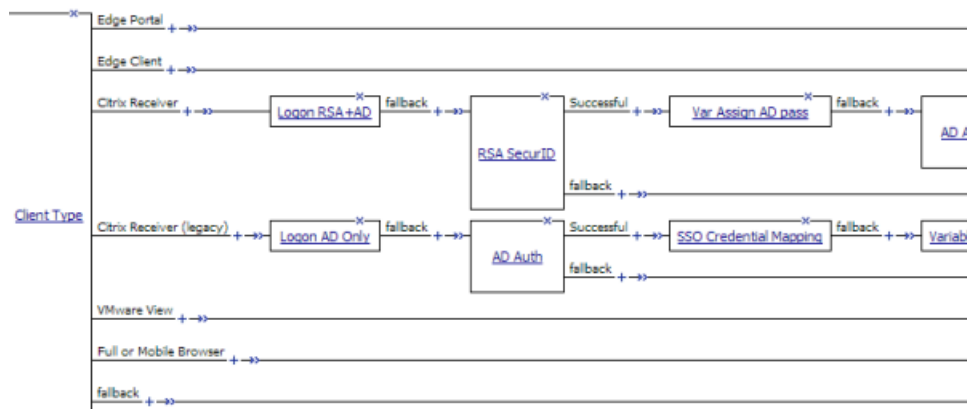 Edge Portal
Edge Client
Citrix Receiver
Logon RSA+AD
fallback
RSA SecurID
Successful
Var Assign AD pass
fallback
AD A
fallback
Client Type
Citrix Receiver (legacy)
Logon AD Only
fallback
AD Auth
Successful
SSO Credential Mapping
fallback
Variab
fallback
VMware View
Full or Mobile Browser
fallback